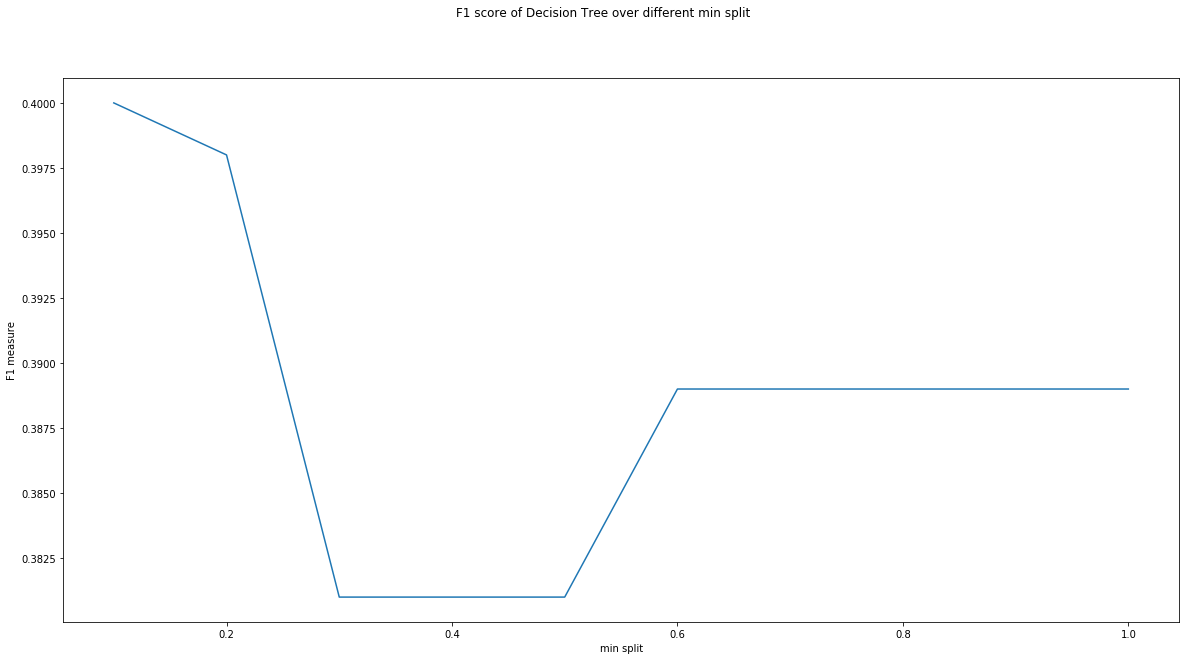 F1 score of Decision Tree over different min split
0.4000
0.3975
0.3950
0.3925
0.3900
0.3875
0.3850
0.3825
F1 measure
0.2 0.4 0.6 0.8 1.0
min split